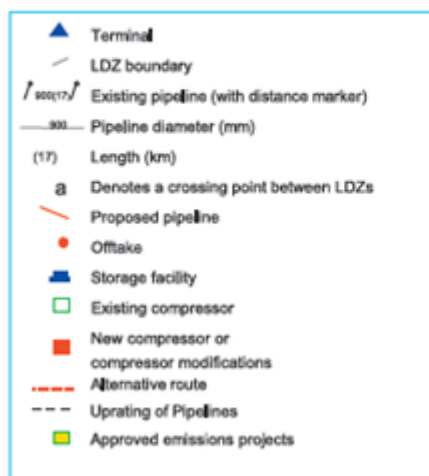 Terminal
LDZ boundary
900(17) Existing pipeline (with distance marker)
900 Pipeline diameter (mm)
(17) Length (km)
a Denotes a crossing point between LDZs
Proposed pipeline
Offtake
Storage facility
Existing compressor
New compressor or
compressor modifications
Alternative route
Uprating of Pipelines
Approved emissions projects